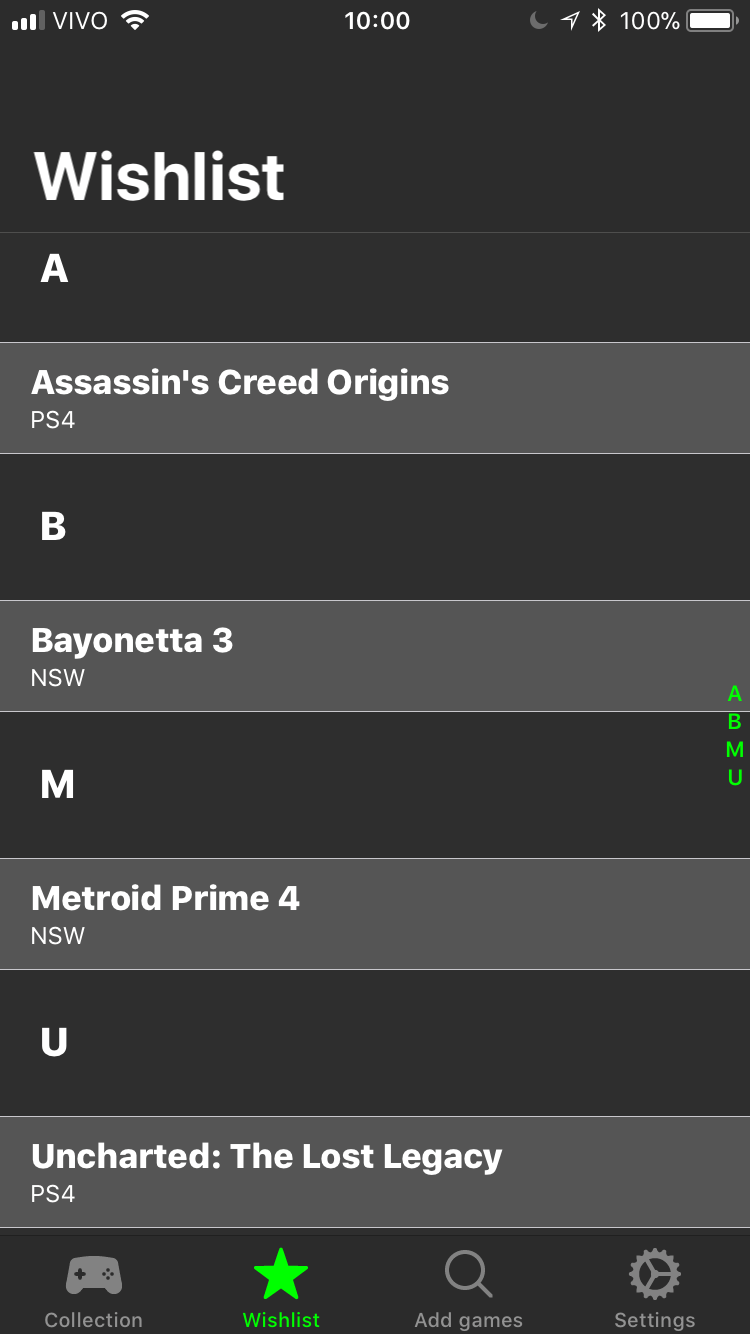 VIVO 10:00 100%
Wishlist
A
Assassin's Creed Origins
PS4
B
Bayonetta 3
NSW
A
B
M
U
M
Metroid Prime 4
NSW
U
Uncharted: The Lost Legacy
PS4
Collection Wishlist Add games Settings